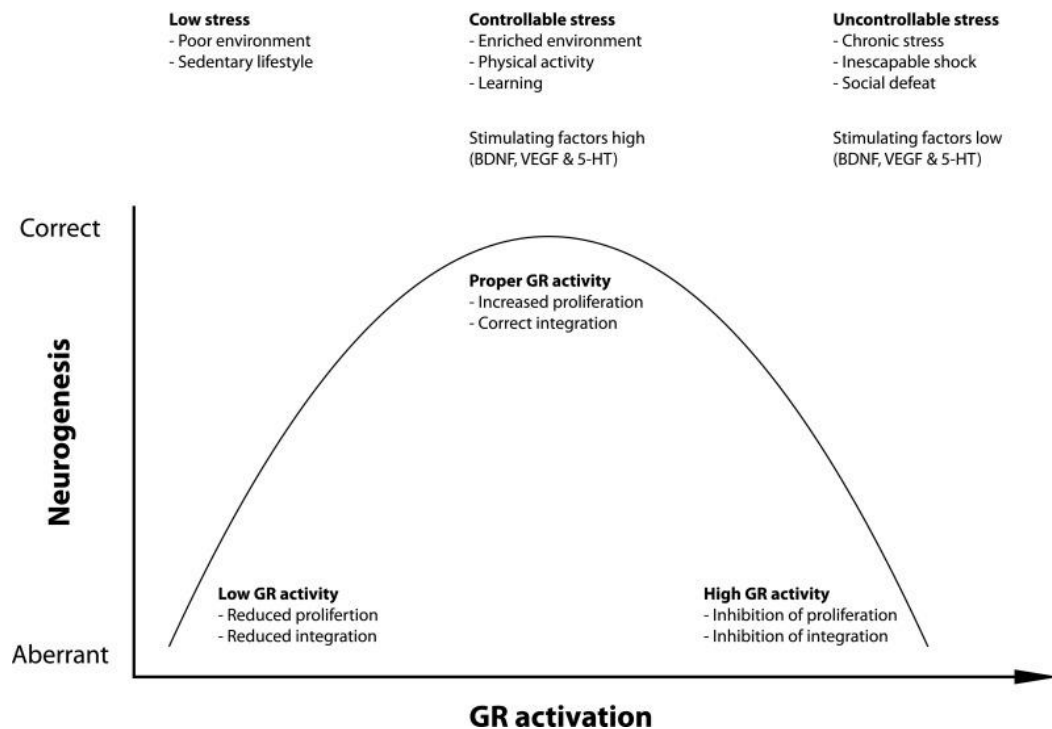 Low stress
- Poor environment
- Sedentary lifestyle
Controllable stress
- Enriched environment
- Physical activity
- Learning
Stimulating factors high
(BDNF, VEGF & 5-HT)
Uncontrollable stress
- Chronic stress
- Inescapable shock
- Social defeat
Stimulating factors low
(BDNF, VEGF & 5-HT)
Correct
Neurogenesis
Aberrant
Proper GR activity
- Increased proliferation
- Correct integration
Low GR activity
- Reduced prolifertion
- Reduced integration
High GR activity
- Inhibition of proliferation
- Inhibition of integration
GR activation